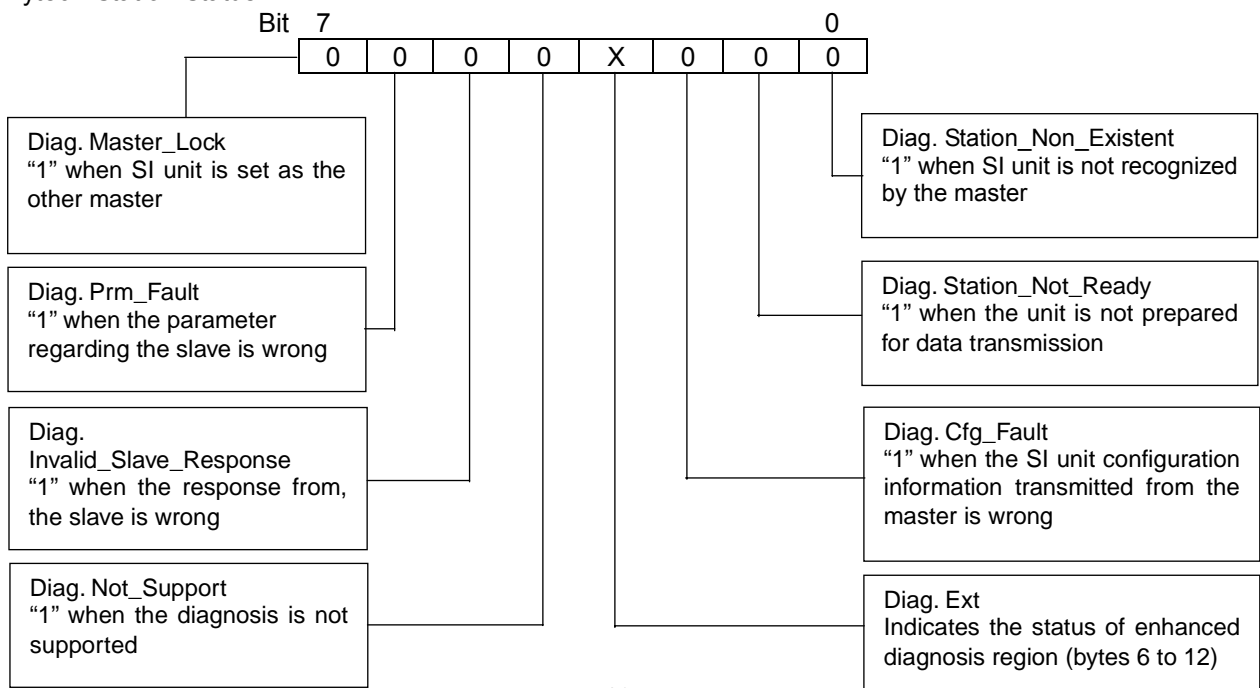 Bit 7 0
0 0 0 0 X 0 0 0
Diag. Master_Lock
“1” when SI unit is set as the
other master
Diag. Prm_Fault
“1” when the parameter
regarding the slave is wrong
Diag.
Invalid_Slave_Response
“1” when the response from,
the slave is wrong
Diag. Not_Support
“1” when the diagnosis is not
supported
Diag. Station_Non_Existent
“1” when SI unit is not recognized
by the master
Diag. Station_Not_Ready
“1” when the unit is not prepared
for data transmission
Diag. Cfg_Fault
“1” when the SI unit configuration
information transmitted from the
master is wrong
Diag. Ext
Indicates the status of enhanced
diagnosis region (bytes 6 to 12)